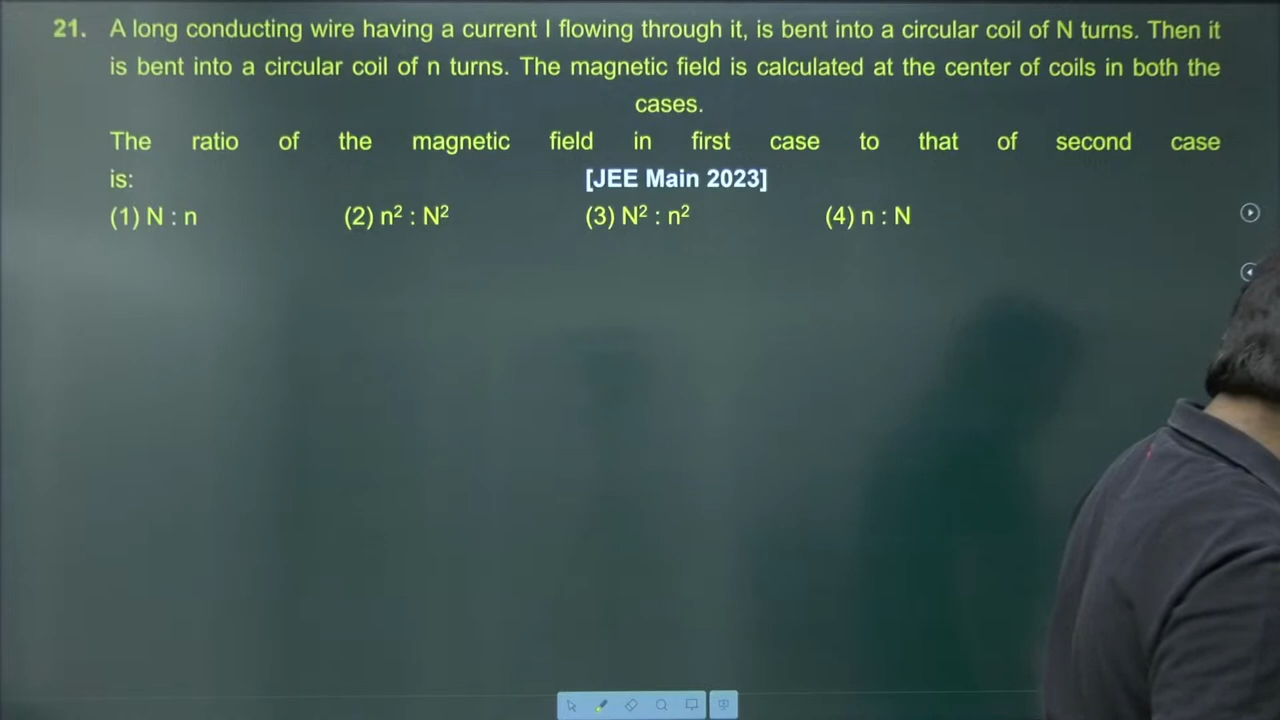 21. A long conducting wire having a current I flowing through it, is bent into a circular coil of N turns. Then it
is bent into a circular coil of n turns. The magnetic field is calculated at the center of coils in both the
cases.
The ratio of the magnetic field in first case to that of second case
is: [JEE Main 2023]
(1) N : n (2) n² : N² (3) N² : n² (4) n : N